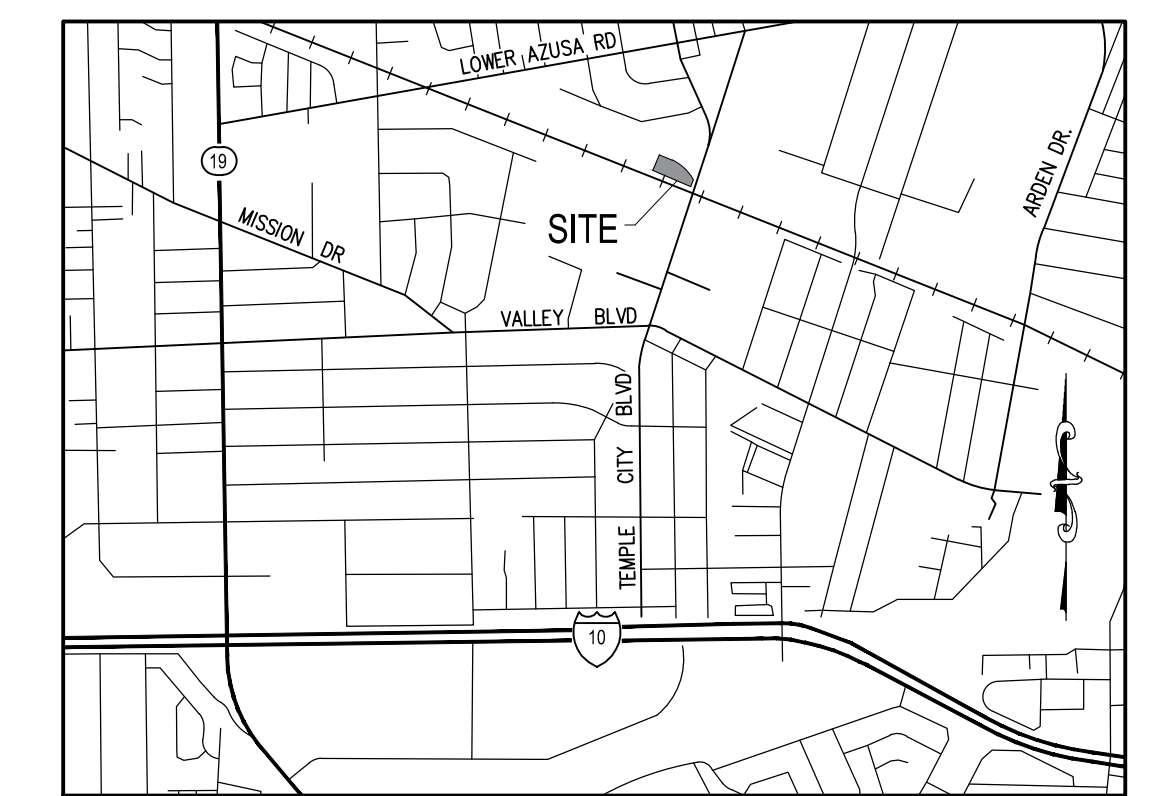 LOWER AZUSA RD
19
ARDEN DR.
MISSION DR
SITE
VALLEY BLVD
TEMPLE CITY BLVD
10